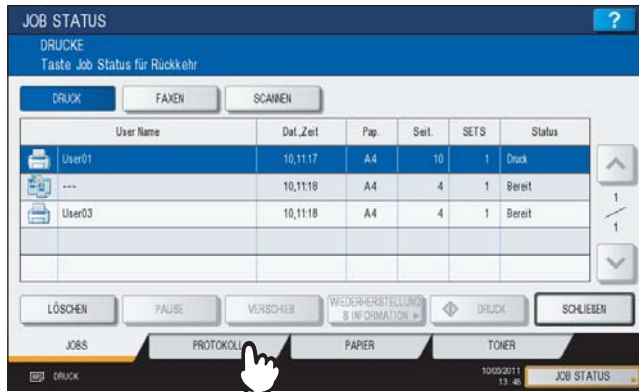 JOB STATUS ?
DRUCKE
Taste Job Status für Rückkehr
DRUCK FAXEN SCANNEN
User Name Dat.,Zeit Pap. Seit. SETS Status
User01 10,11:17 A4 10 1 Druck
--- 10,11:18 A4 4 1 Bereit
User03 10,11:18 A4 4 1 Bereit
1
1
LÖSCHEN PAUSE VERSCHIEB WIEDERHERSTELLUNG DRUCK SCHLIEßEN
S INFORMATION
JOBS PROTOKOLL PAPIER TONER
DRUCK 10/05/2011 JOB STATUS
13:46